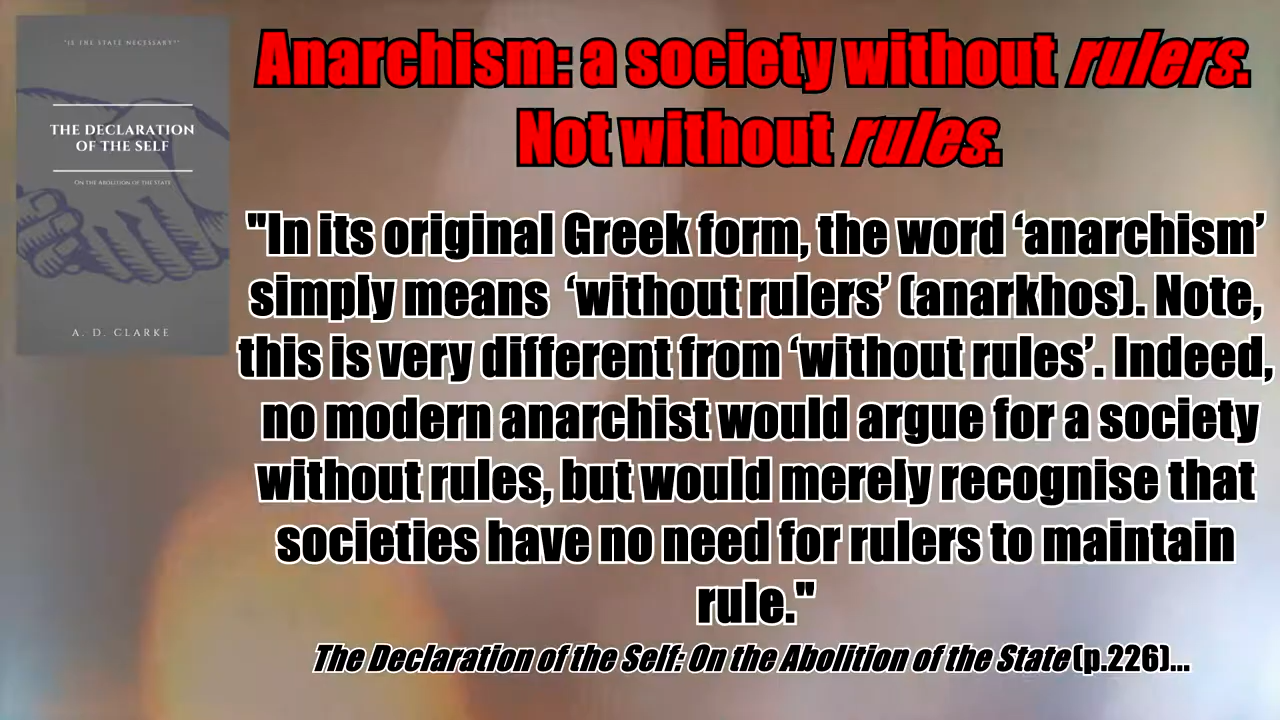 "IS THE STATE NECESSARY?"
THE DECLARATION
OF THE SELF
ON THE ABOLITION OF THE STATE
A. D. CLARKE
Anarchism: a society without rulers.
Not without rules.
"In its original Greek form, the word ‘anarchism’
simply means ‘without rulers’ (anarkhos). Note,
this is very different from ‘without rules’. Indeed,
no modern anarchist would argue for a society
without rules, but would merely recognise that
societies have no need for rulers to maintain
rule."
The Declaration of the Self: On the Abolition of the State (p.226)...